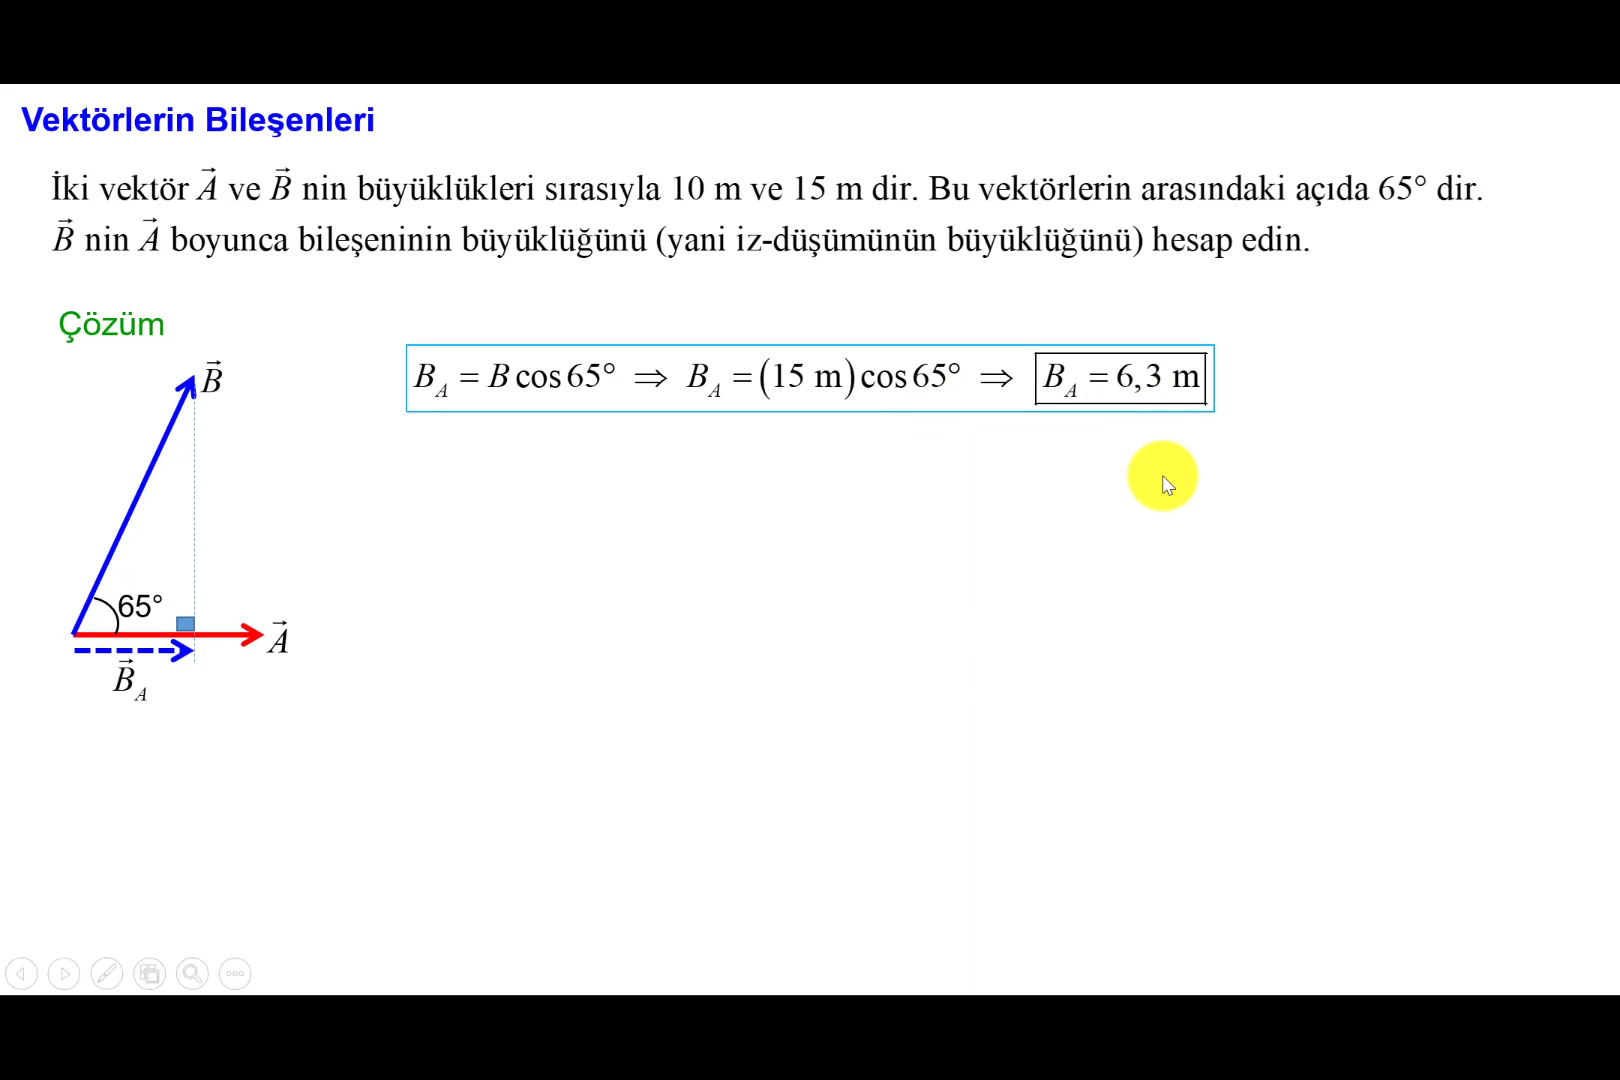 Vektörlerin Bileşenleri
İki vektör A⃗ ve B⃗ nin büyüklükleri sırasıyla 10 m ve 15 m dir. Bu vektörlerin arasındaki açıda 65° dir.
B⃗ nin A⃗ boyunca bileşeninin büyüklüğünü (yani iz-düşümünün büyüklüğünü) hesap edin.
Çözüm
B_A = B cos 65° ⇒ B_A = (15 m) cos 65° ⇒ B_A = 6,3 m
B⃗
65°
A⃗
B⃗_A